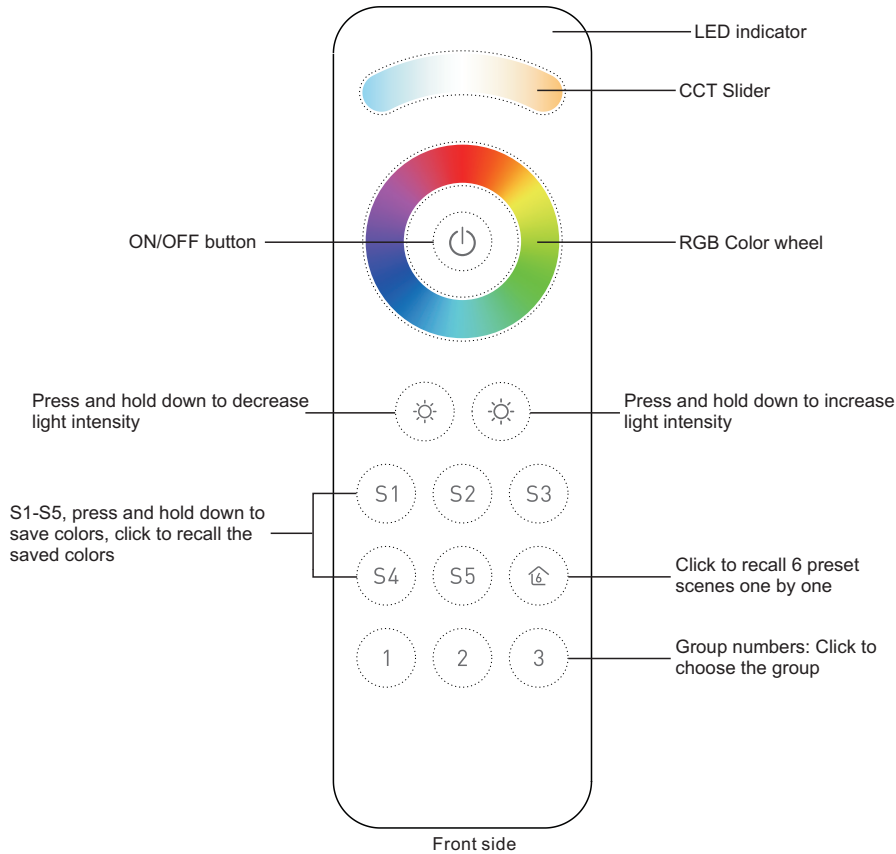 LED indicator
CCT Slider
ON/OFF button
RGB Color wheel
Press and hold down to decrease
light intensity
Press and hold down to increase
light intensity
S1
S2
S3
S1-S5, press and hold down to
save colors, click to recall the
saved colors
S4
S5
6
Click to recall 6 preset
scenes one by one
1
2
3
Group numbers: Click to
choose the group
Front side